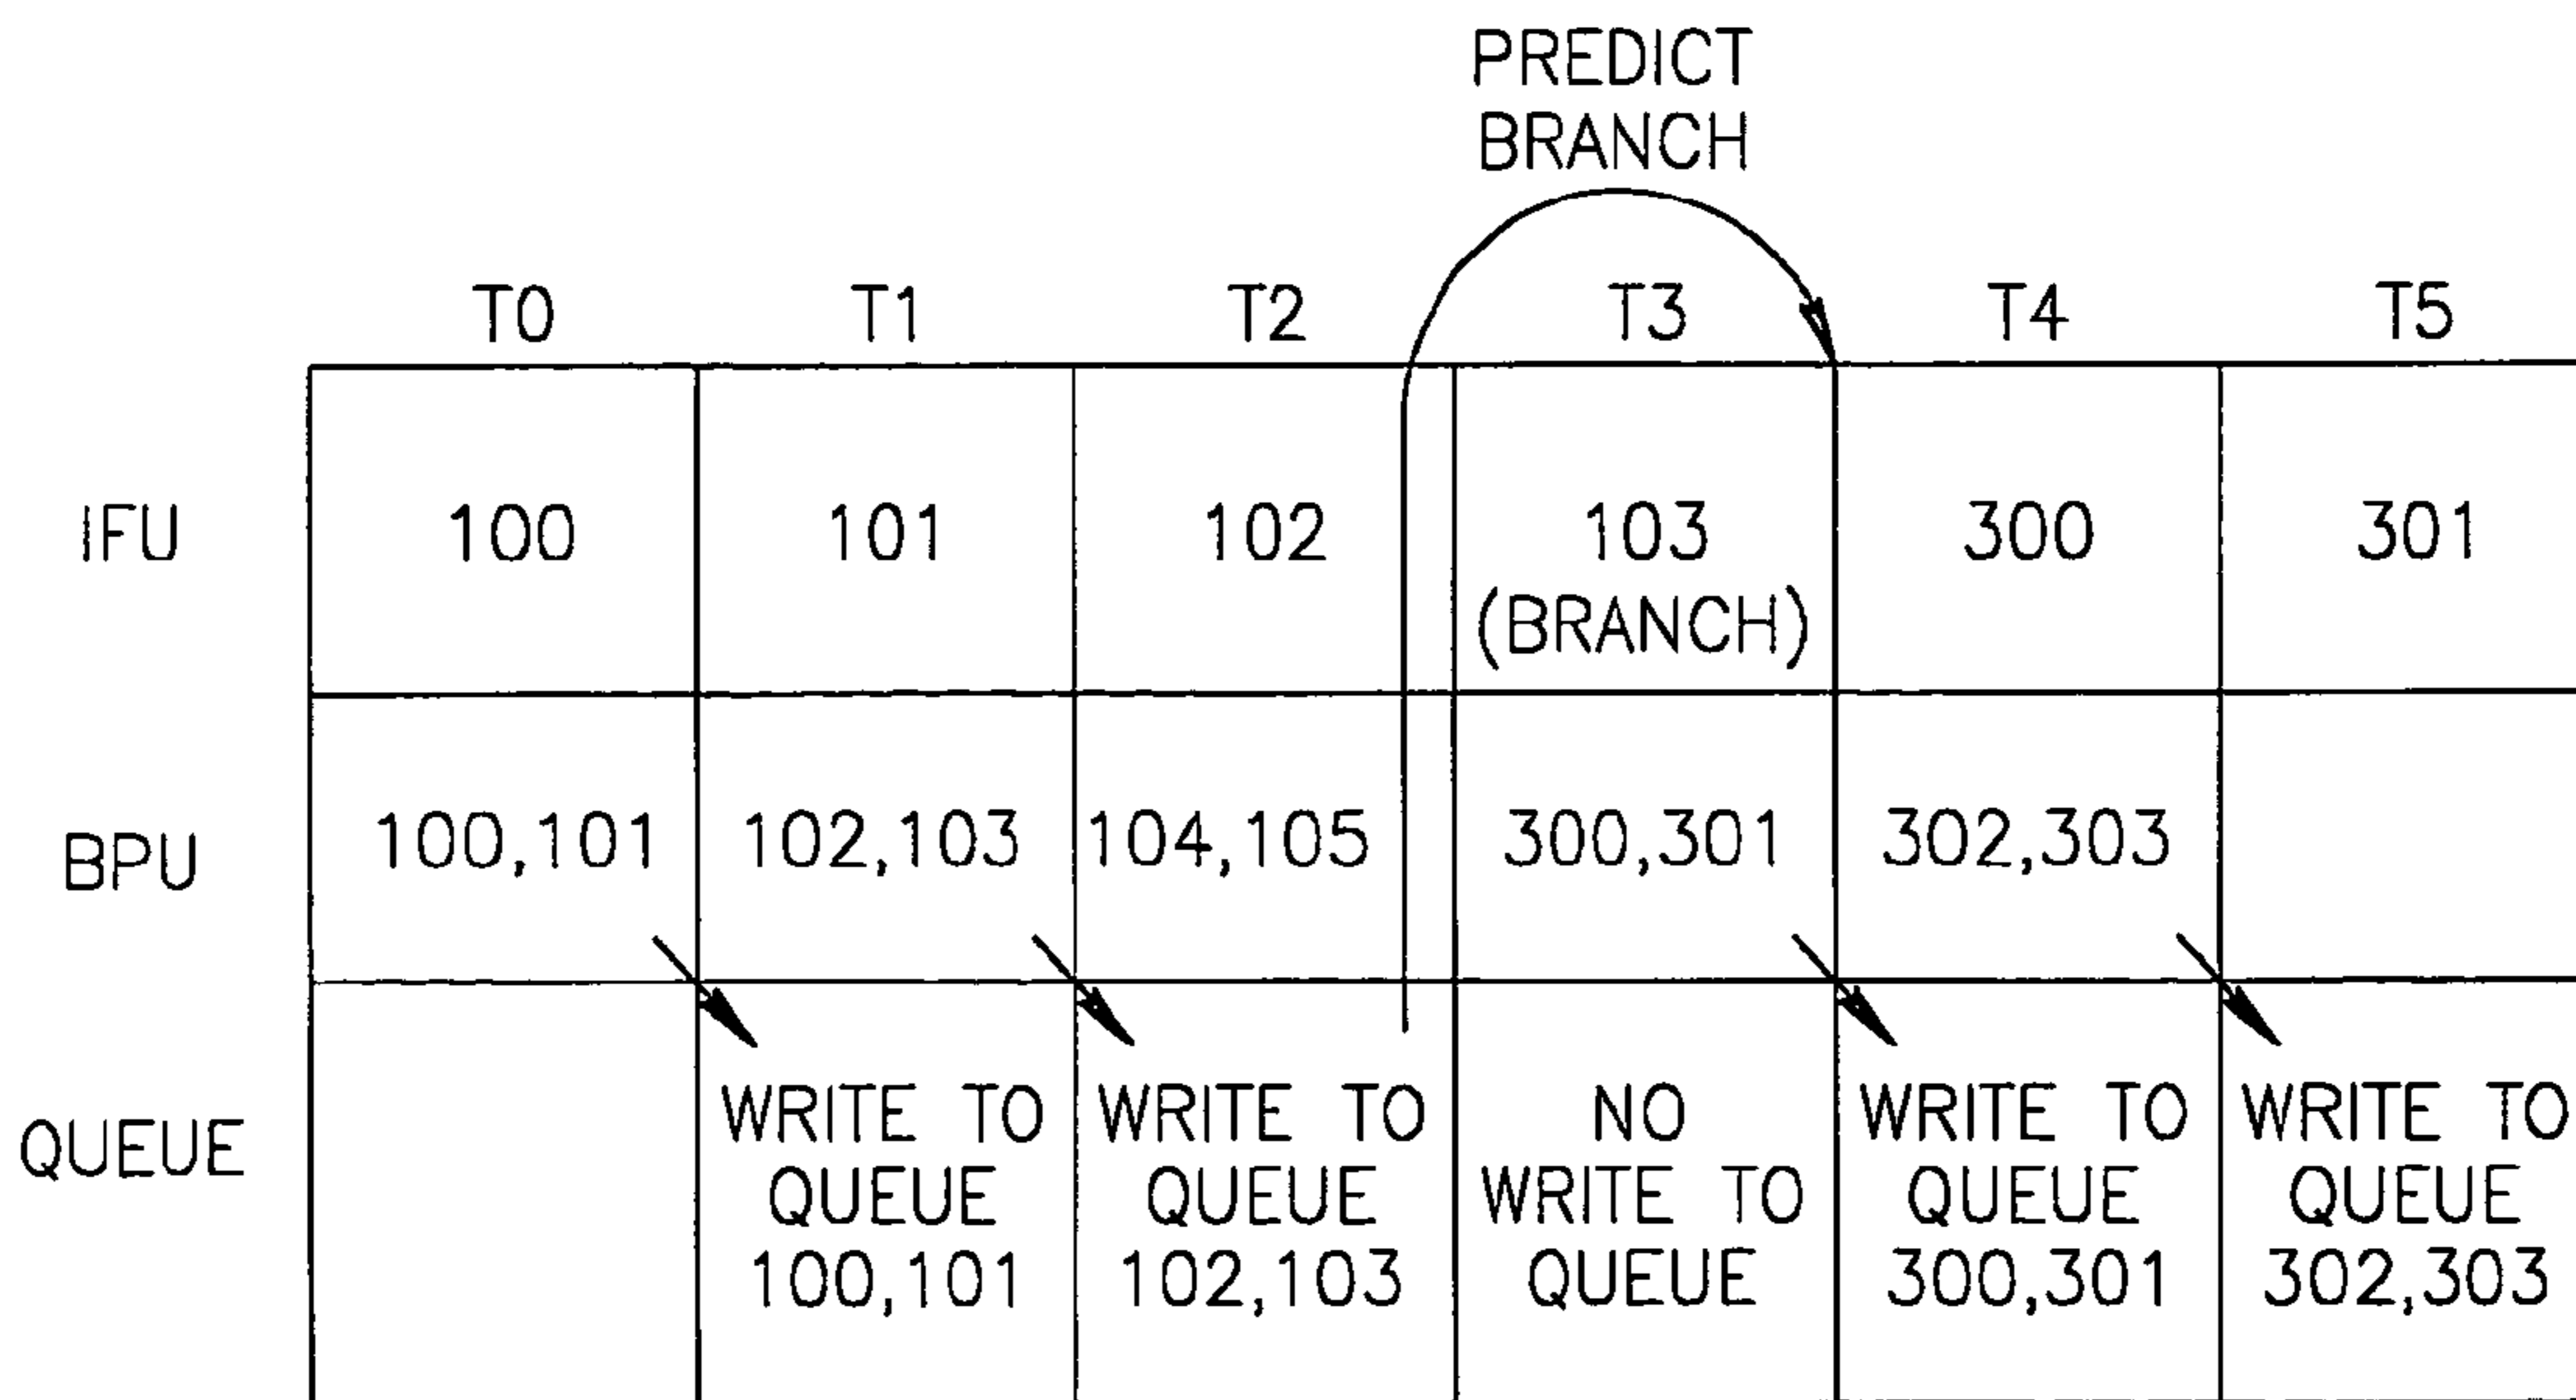 PREDICT
BRANCH
T0 T1 T2 T3 T4 T5
IFU 100 101 102 103 300 301
(BRANCH)
BPU 100,101 102,103 104,105 300,301 302,303
QUEUE
WRITE TO
QUEUE
100,101
WRITE TO
QUEUE
102,103
NO
WRITE TO
QUEUE
WRITE TO
QUEUE
300,301
WRITE TO
QUEUE
302,303